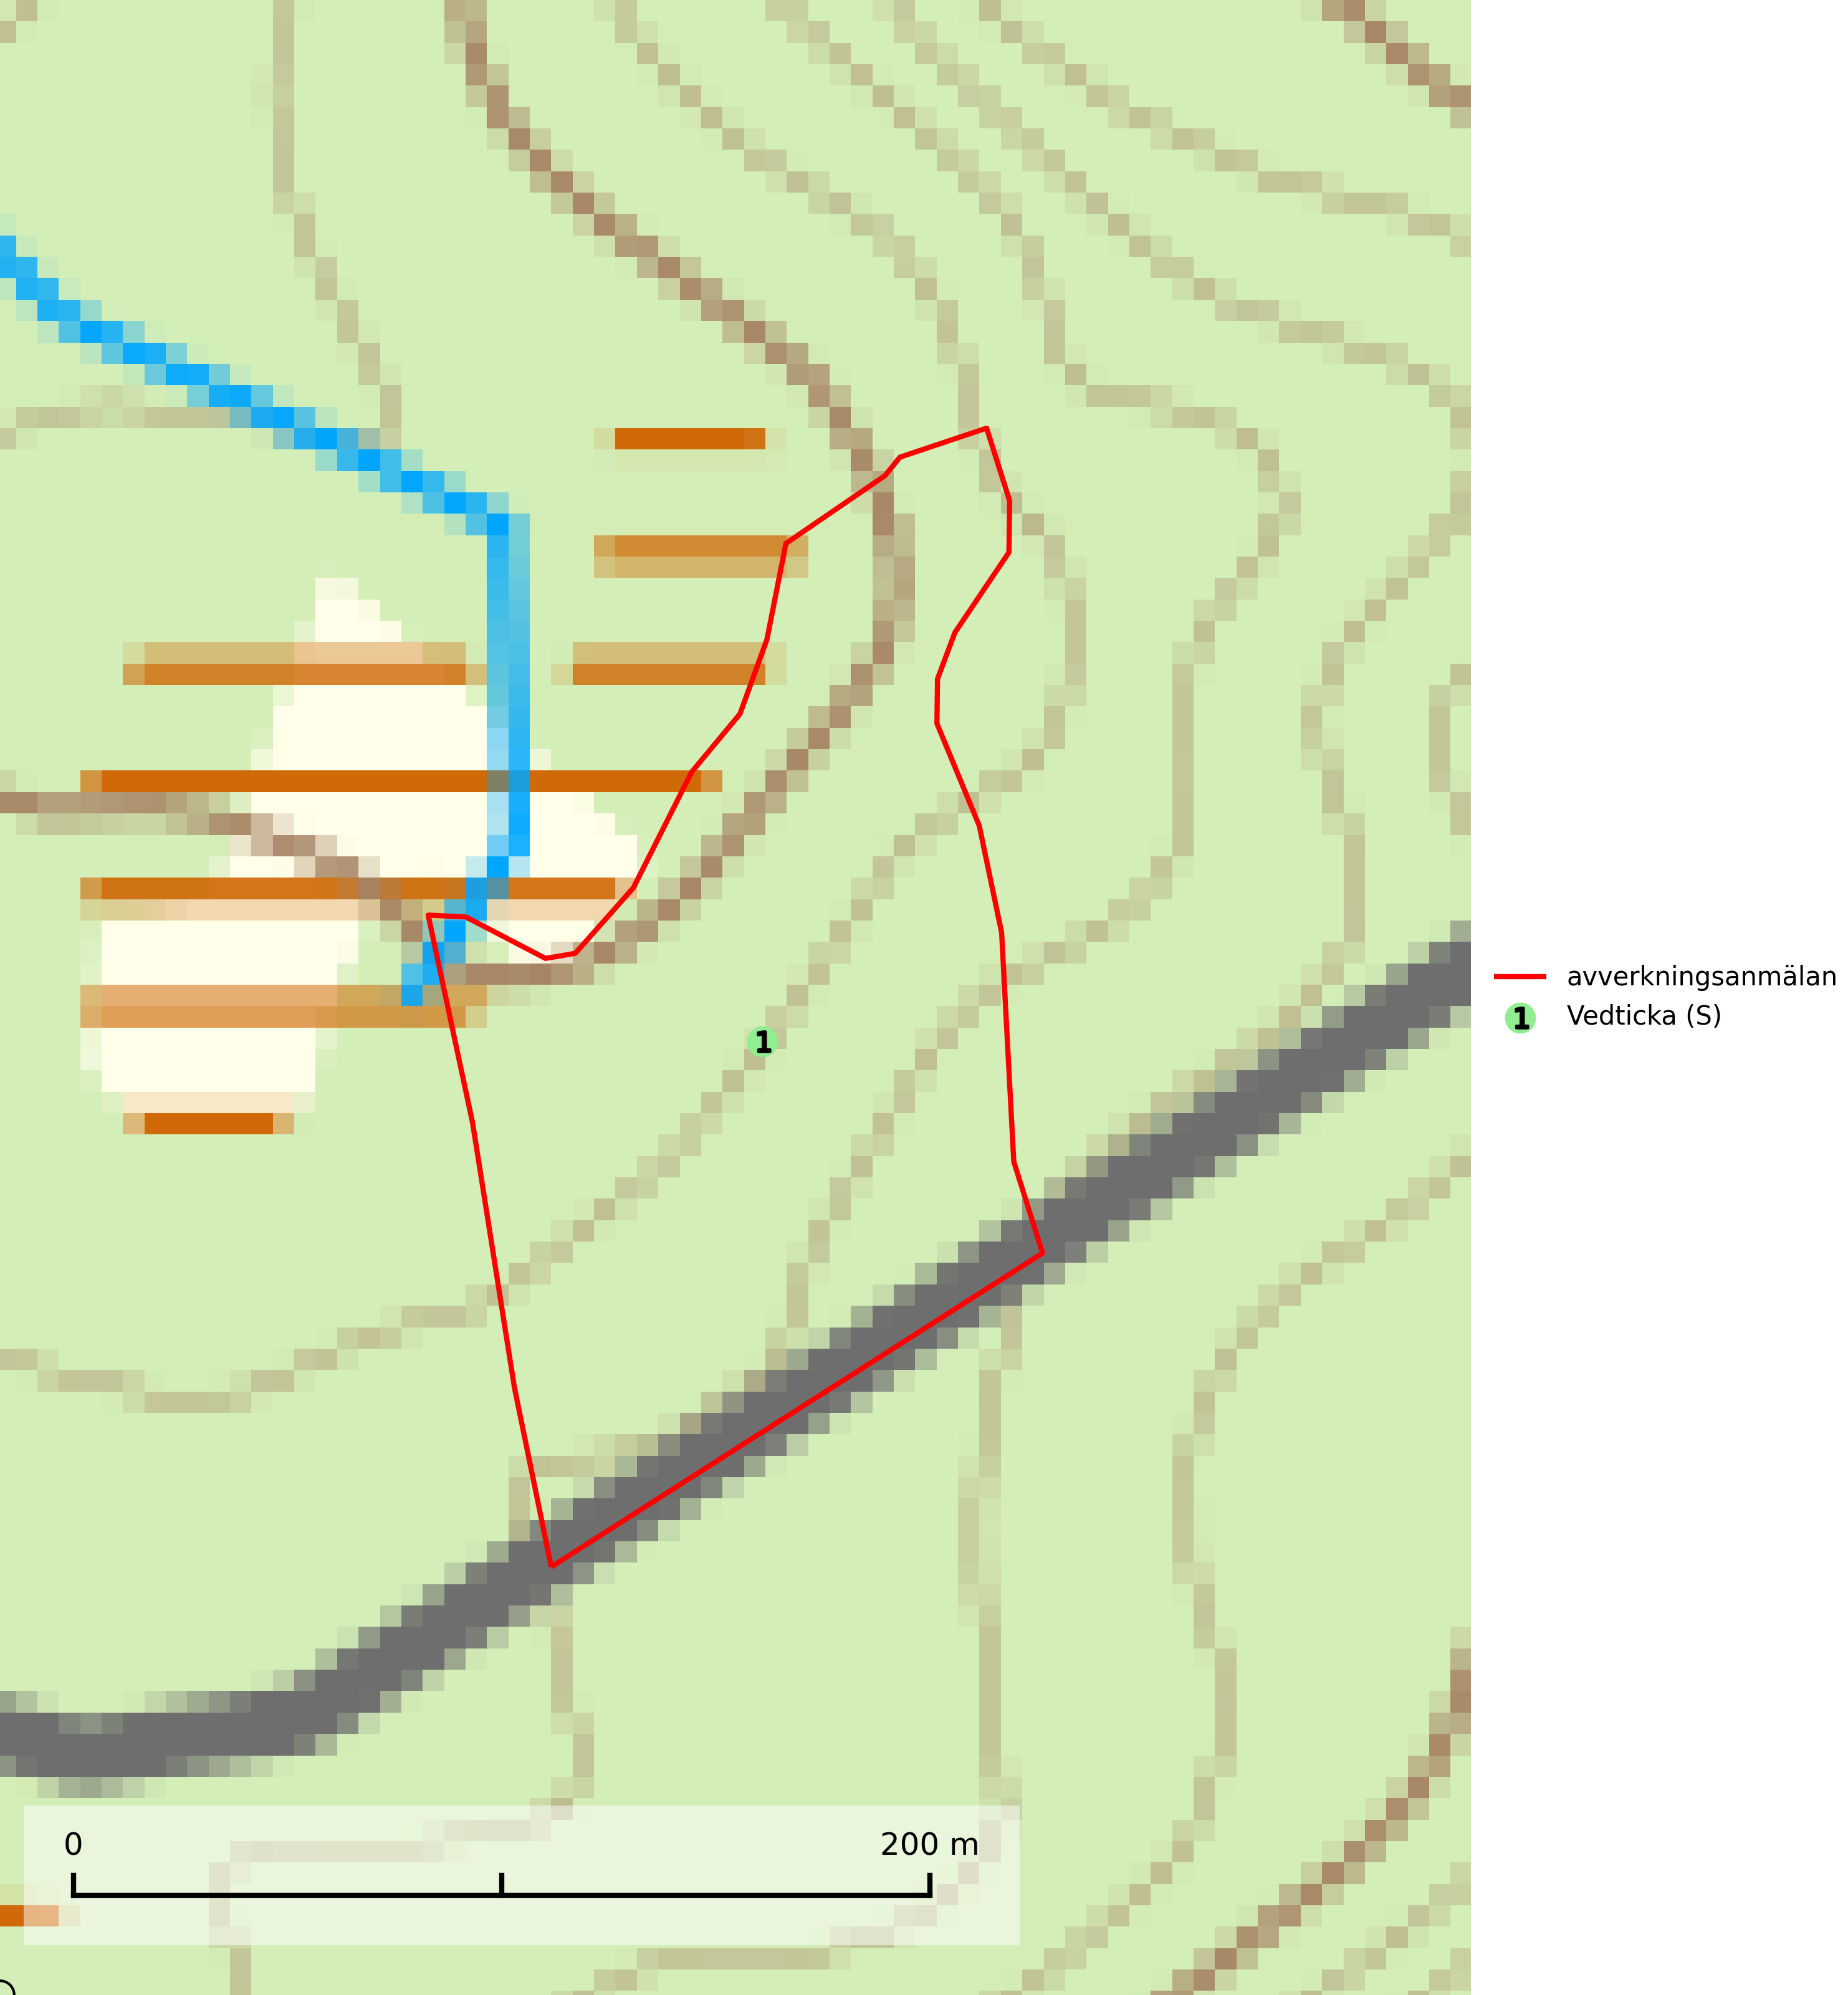 1
avverkningsanmälan
1 Vedticka (S)
0 200 m